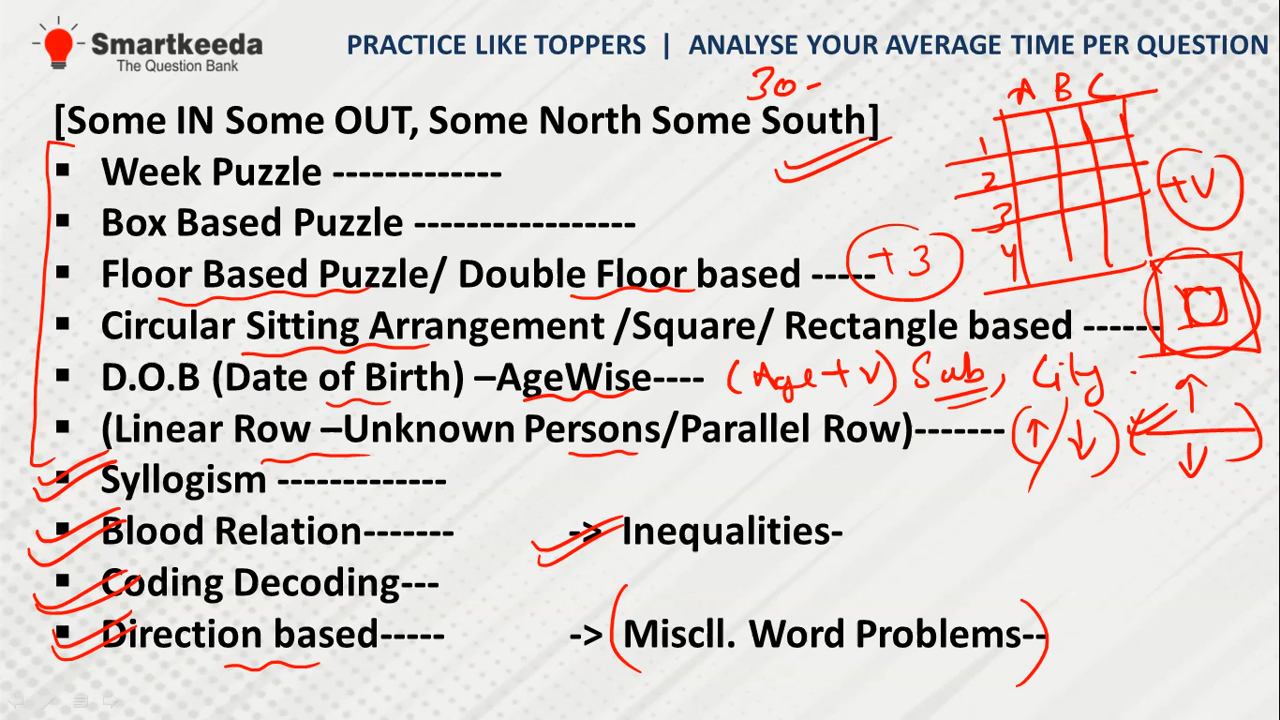 Smartkeeda
The Question Bank
PRACTICE LIKE TOPPERS | ANALYSE YOUR AVERAGE TIME PER QUESTION
30-
[Some IN Some OUT, Some North Some South]
A B C
1
2
3
4
+V
▪ Week Puzzle -------------
▪ Box Based Puzzle -----------------
▪ Floor Based Puzzle/ Double Floor based -----
+3
▪ Circular Sitting Arrangement /Square/ Rectangle based ------
▪ D.O.B (Date of Birth) –AgeWise---- (Age+V) Sub, City
▪ (Linear Row –Unknown Persons/Parallel Row)------- (↑/↓)
▪ Syllogism -------------
▪ Blood Relation------- -> Inequalities-
▪ Coding Decoding---
▪ Direction based----- -> (Miscll. Word Problems--)